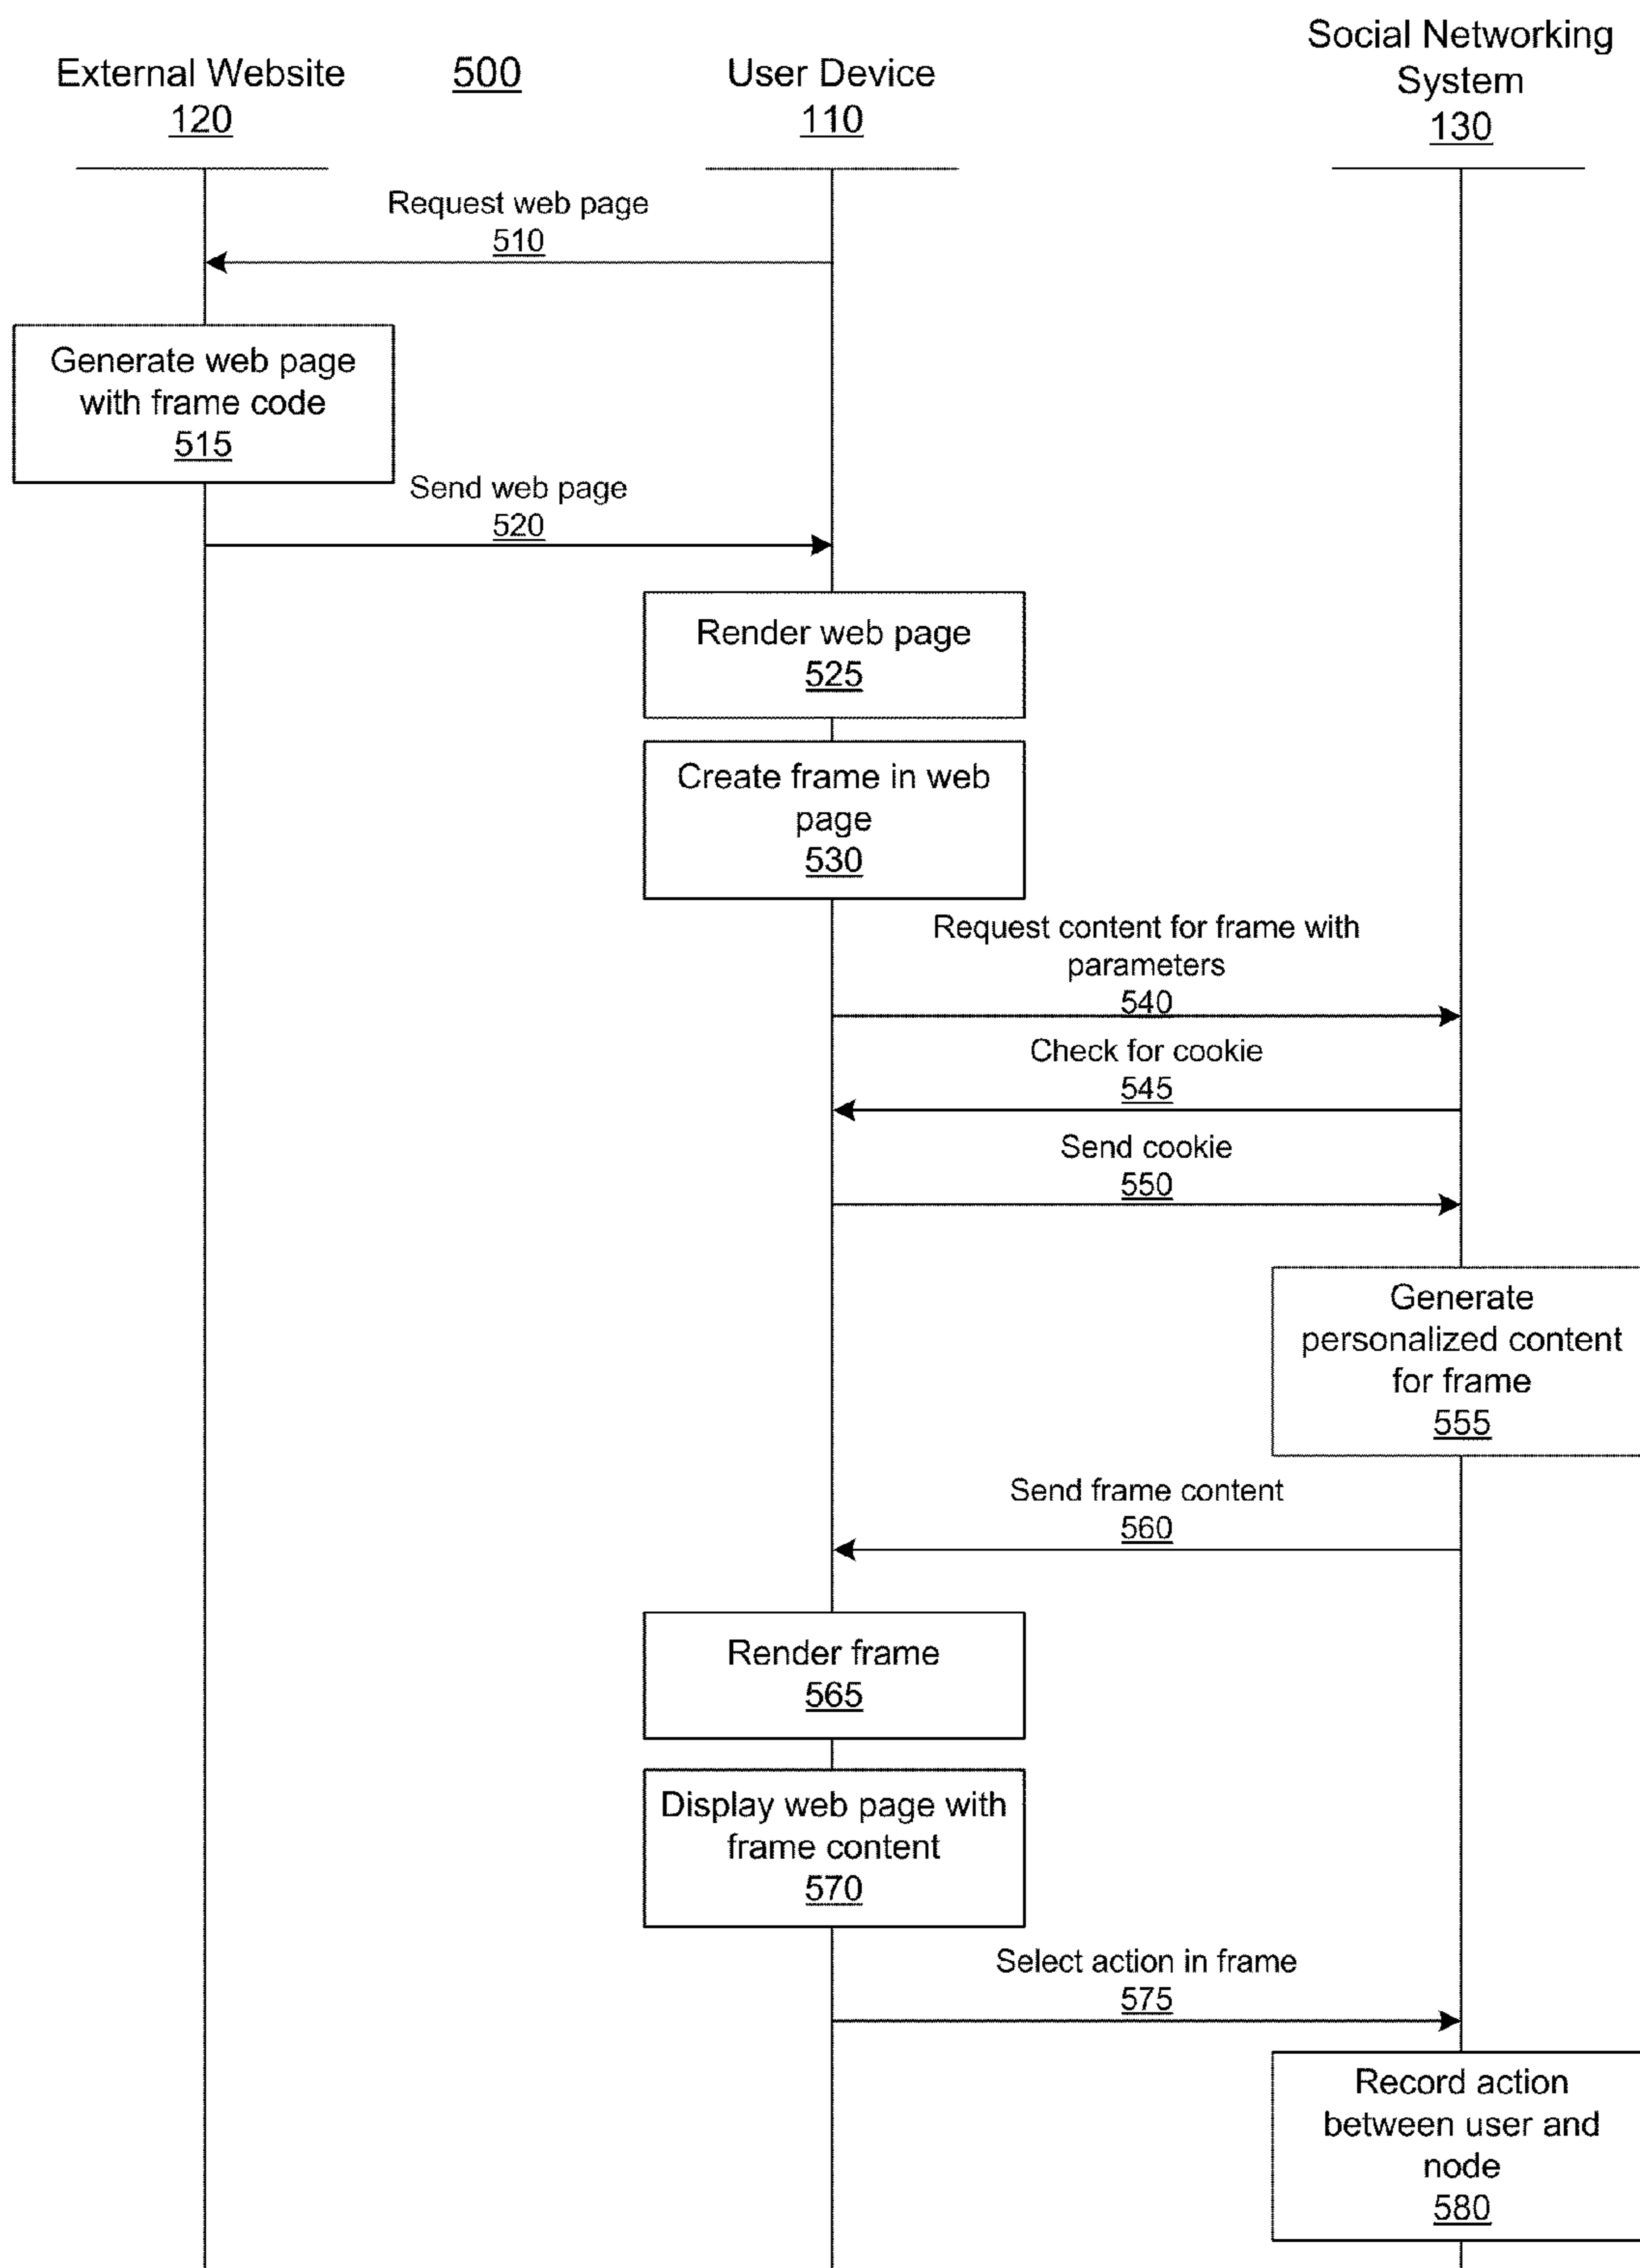 External Website
120
500
User Device
110
Social Networking
System
130
Request web page
510
Generate web page
with frame code
515
Send web page
520
Render web page
525
Create frame in web
page
530
Request content for frame with
parameters
540
Check for cookie
545
Send cookie
550
Generate
personalized content
for frame
555
Send frame content
560
Render frame
565
Display web page with
frame content
570
Select action in frame
575
Record action
between user and
node
580